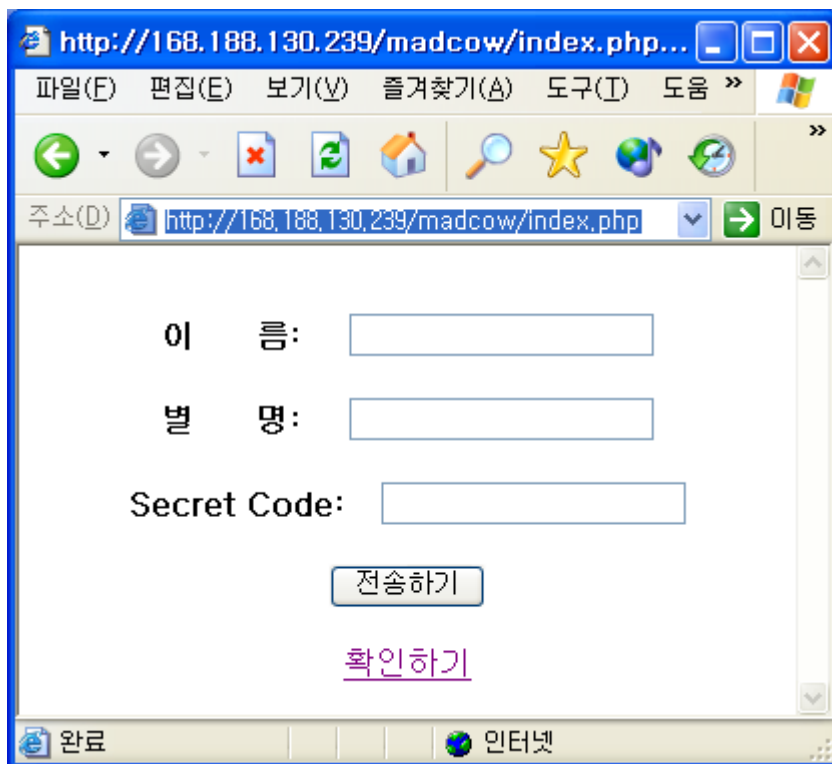 http://168.188.130.239/madcow/index.php...
파일(F) 편집(E) 보기(V) 즐겨찾기(A) 도구(T) 도움 »
»
주소(D) http://168.188.130.239/madcow/index.php 이동
이 름:
별 명:
Secret Code:
전송하기
확인하기
완료 인터넷